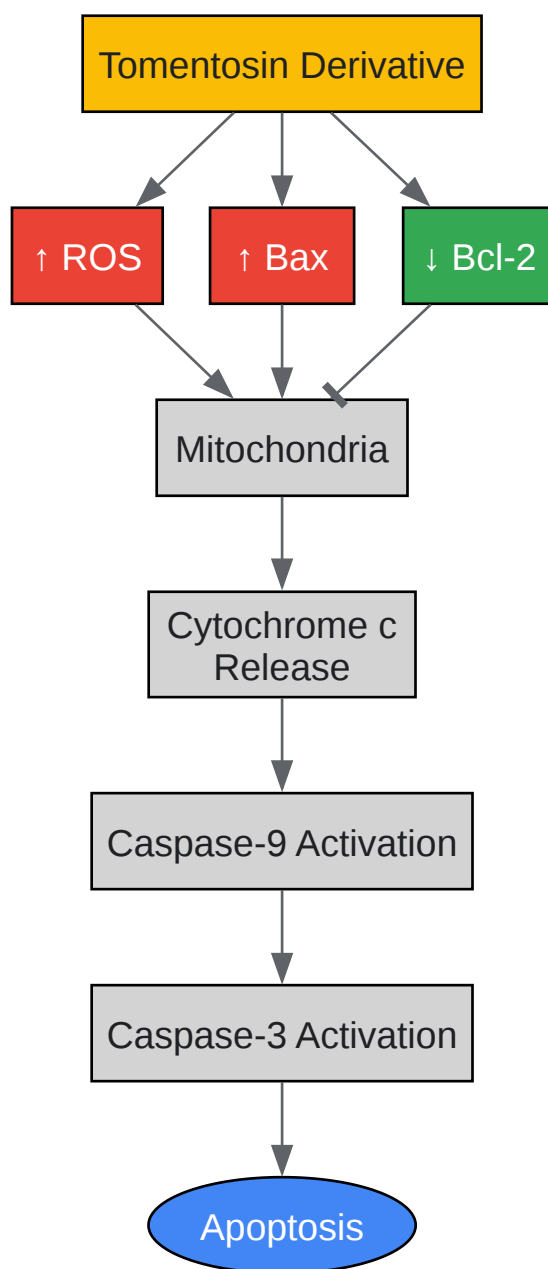 Tomentosin Derivative
↑ ROS
↑ Bax
↓ Bcl-2
Mitochondria
Cytochrome c
Release
Caspase-9 Activation
Caspase-3 Activation
Apoptosis